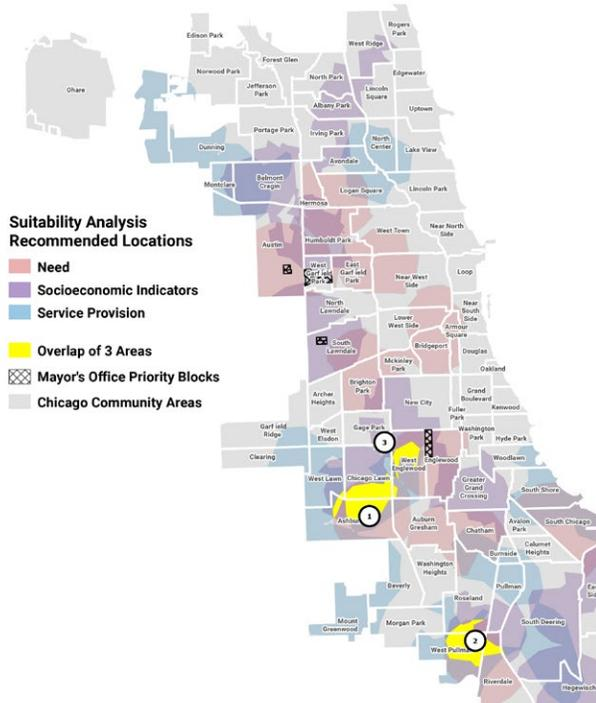 Rogers
Park
Edison Park
West Ridge
Forest Glen
Norwood Park
North Park
Edgewater
Ohare
Jefferson
Park
Lincoln
Square
Albany Park
Uptown
Portage Park
Irving Park
North
Center
Dunning
Lake View
Avondale
Montclare
Belmont
Cragin
Logan Square
Lincoln Park
Hermosa
Suitability Analysis
Recommended Locations
Need
Socioeconomic Indicators
Service Provision
Overlap of 3 Areas
Mayor's Office Priority Blocks
Chicago Community Areas
Near North
Side
West Town
Austin
Humboldt Park
West
Garfield
Park
East
Garfield
Park
Near West
Side
Loop
North
Lawndale
Near
South
Side
Lower
West Side
Armour
Square
South
Lawndale
Bridgeport
Douglas
McKinley
Park
Oakland
Brighton
Park
Grand
Boulevard
Archer
Heights
New City
Kenwood
Fuller
Park
Garfield
Ridge
West
Elsdon
Gage Park
Washington
Park
Hyde Park
3
Clearing
West
Englewood
Englewood
Woodlawn
West Lawn
Chicago Lawn
Greater
Grand
Crossing
South Shore
1
Ashbur
Auburn
Gresham
Chatham
Avalon
Park
South Chicago
Calumet
Heights
Burnside
Washington
Heights
Beverly
Pullman
Ea
Sid
Roseland
Mount
Greenwood
Morgan Park
South Deering
2
West Pullma
Riverdale
Hegewisch